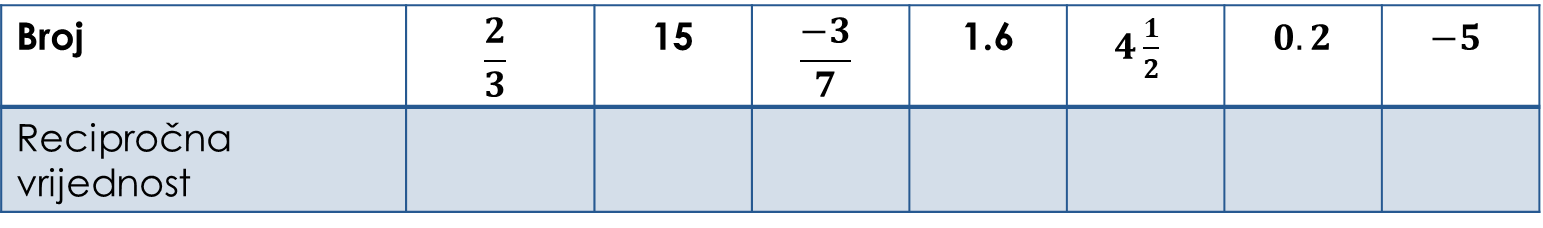 Broj 2/3 15 −3/7 1.6 4 1/2 0.2 −5
Recipročna
vrijednost